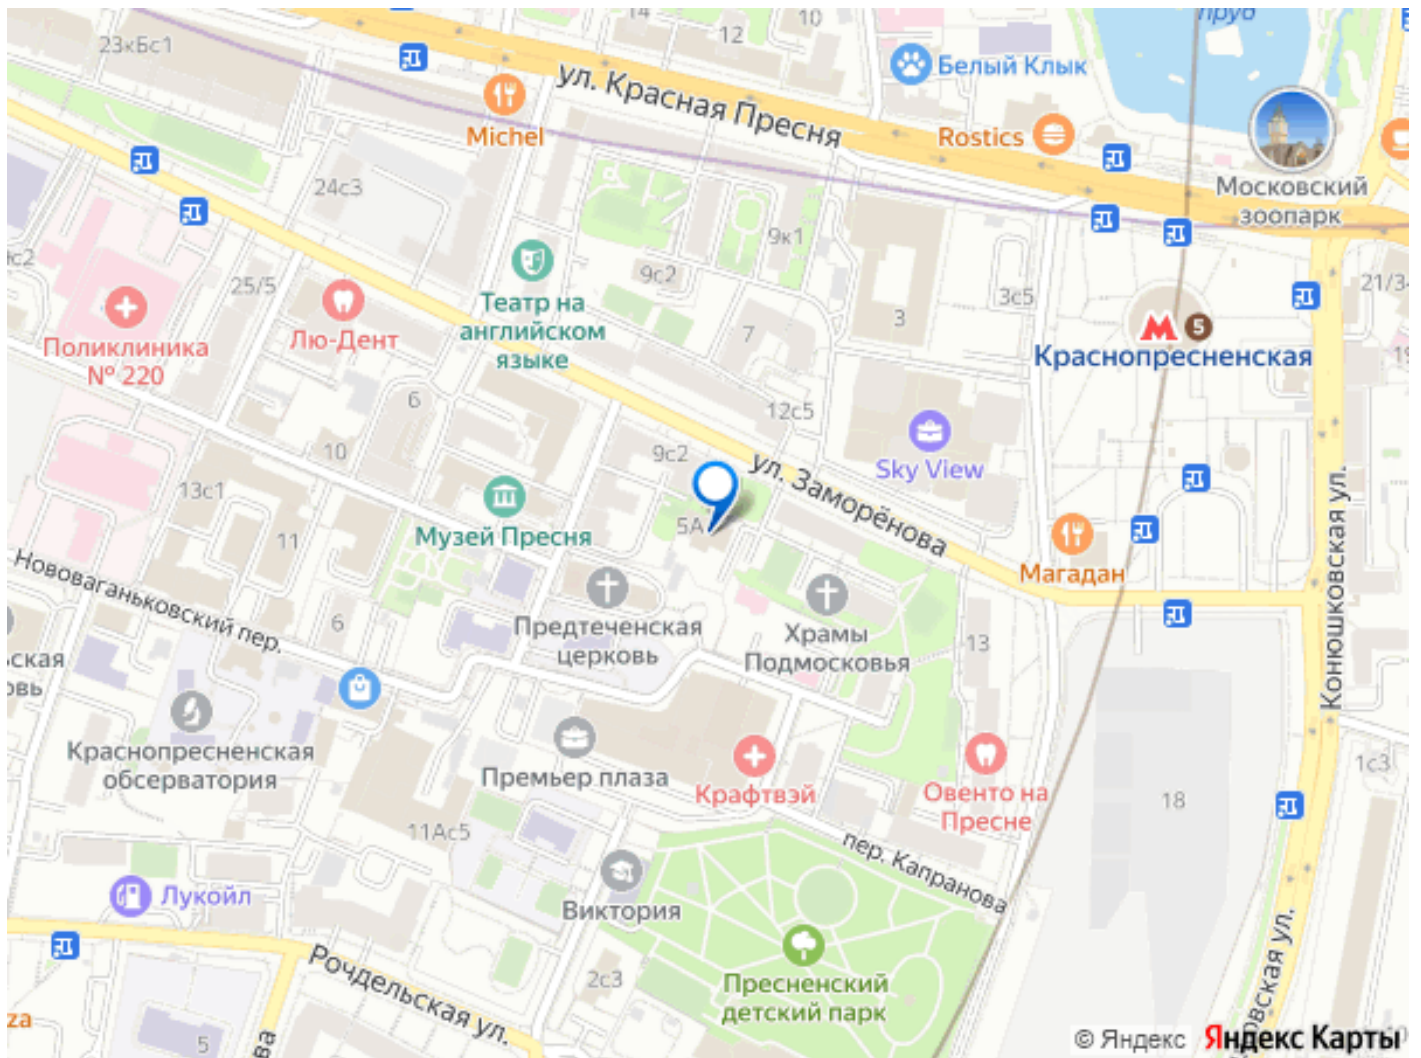 пруд
10
12
23кБс1
Белый Клык
ул. Красная Пресня
Michel
Rostics
Московский
зоопарк
24с3
9к1
9с2
25/5
3с5
21/3
Театр на
английском
языке
7
3
5
Краснопресненская
Лю-Дент
Поликлиника
№ 220
6
12с5
10
9с2
Sky View
ул. Заморёнова
13с1
Музей Пресня
5А
11
Магадан
Конюшковская ул.
Нововаганьковский пер.
6
Предтеченская
церковь
Храмы
Подмосковья
13
Краснопресненская
обсерватория
Премьер плаза
Крафтвэй
Овенто на
Пресне
1с3
18
11Ас5
пер. Капранова
Лукойл
Виктория
Рочдельская ул.
2с3
Пресненский
детский парк
5
© Яндекс Яндекс Карты